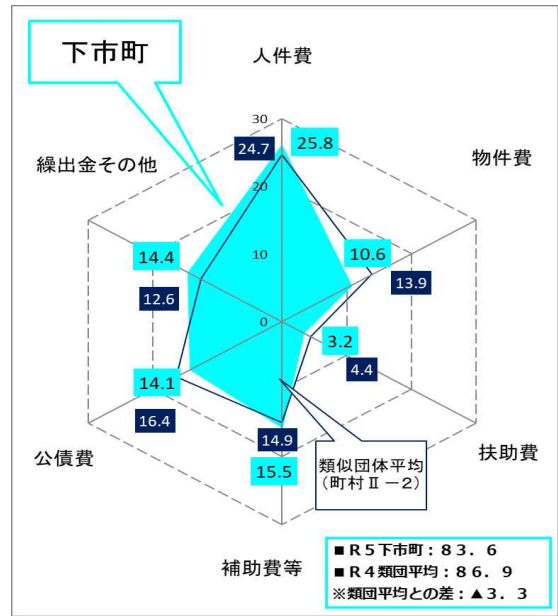 下市町
人件費
30
24.7
25.8
繰出金その他
物件費
20
10
10.6
14.4
13.9
12.6
0
3.2
4.4
14.1
16.4
14.9
15.5
公債費
類似団体平均
(町村Ⅱ－2)
扶助費
補助費等
■R5下市町：83．6
■R4類団平均：86．9
※類団平均との差：▲3．3